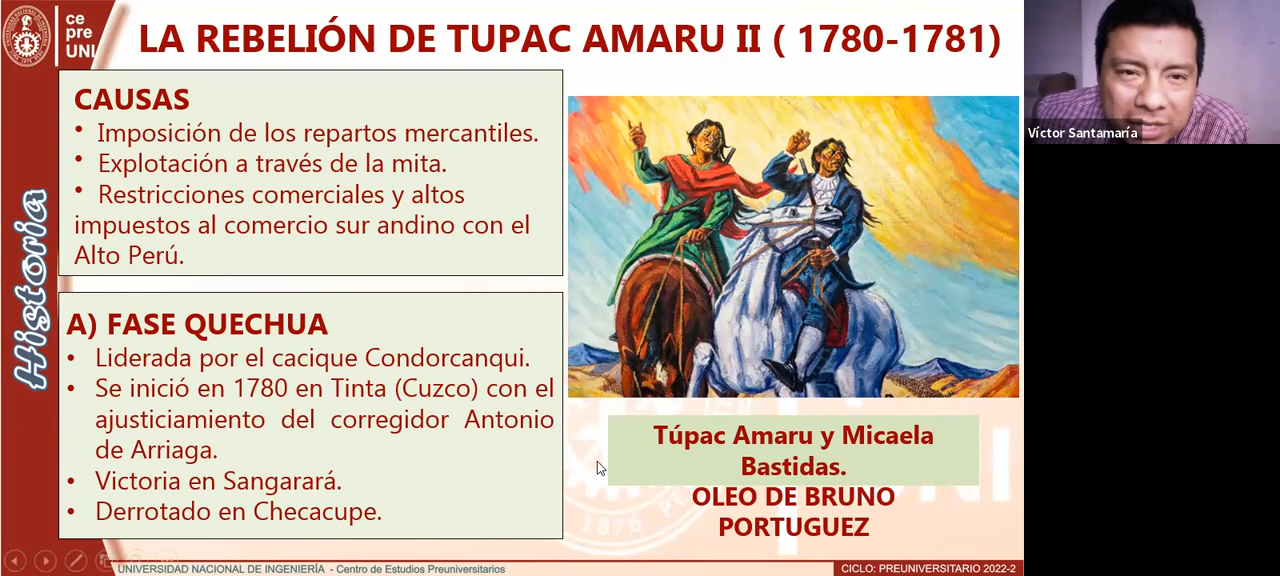 ce
pre
UNI
LA REBELIÓN DE TUPAC AMARU II ( 1780-1781)
CAUSAS
• Imposición de los repartos mercantiles.
• Explotación a través de la mita.
• Restricciones comerciales y altos
impuestos al comercio sur andino con el
Alto Perú.
Historia
A) FASE QUECHUA
• Liderada por el cacique Condorcanqui.
• Se inició en 1780 en Tinta (Cuzco) con el
ajusticiamiento del corregidor Antonio
de Arriaga.
• Victoria en Sangarará.
• Derrotado en Checacupe.
Túpac Amaru y Micaela
Bastidas.
OLEO DE BRUNO
PORTUGUEZ
1876
UNIVERSIDAD NACIONAL DE INGENIERÍA - Centro de Estudios Preuniversitarios
CICLO: PREUNIVERSITARIO 2022-2
Víctor Santamaría